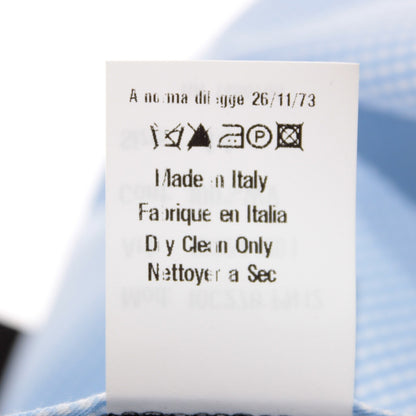 A norma di legge 26/11/73
P
Made in Italy
Fabrique en Italia
Dry Clean Only
Nettoyer a Sec